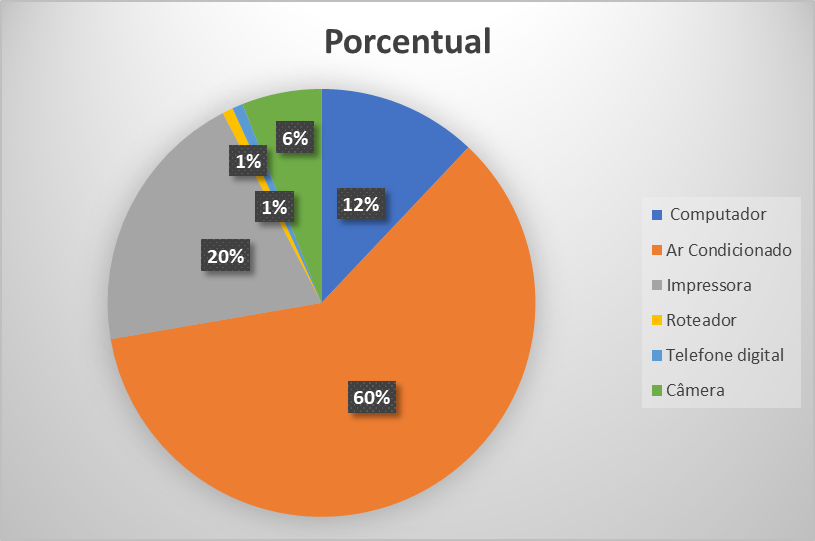 Porcentual
6%
1%
12%
1%
20%
60%
Computador
Ar Condicionado
Impressora
Roteador
Telefone digital
Câmera